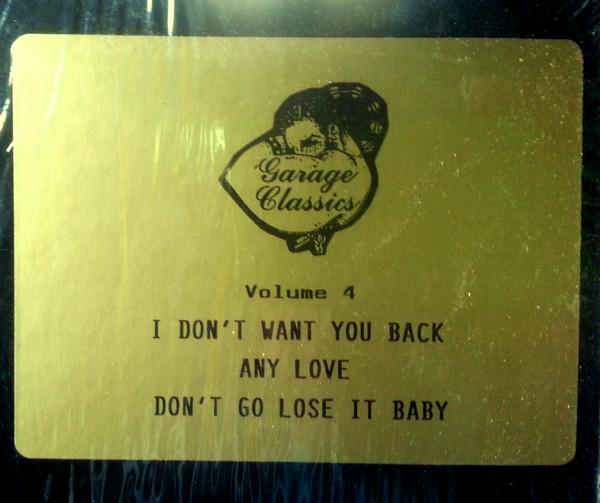 Garage
Classics
Volume 4
I DON'T WANT YOU BACK
ANY LOVE
DON'T GO LOSE IT BABY